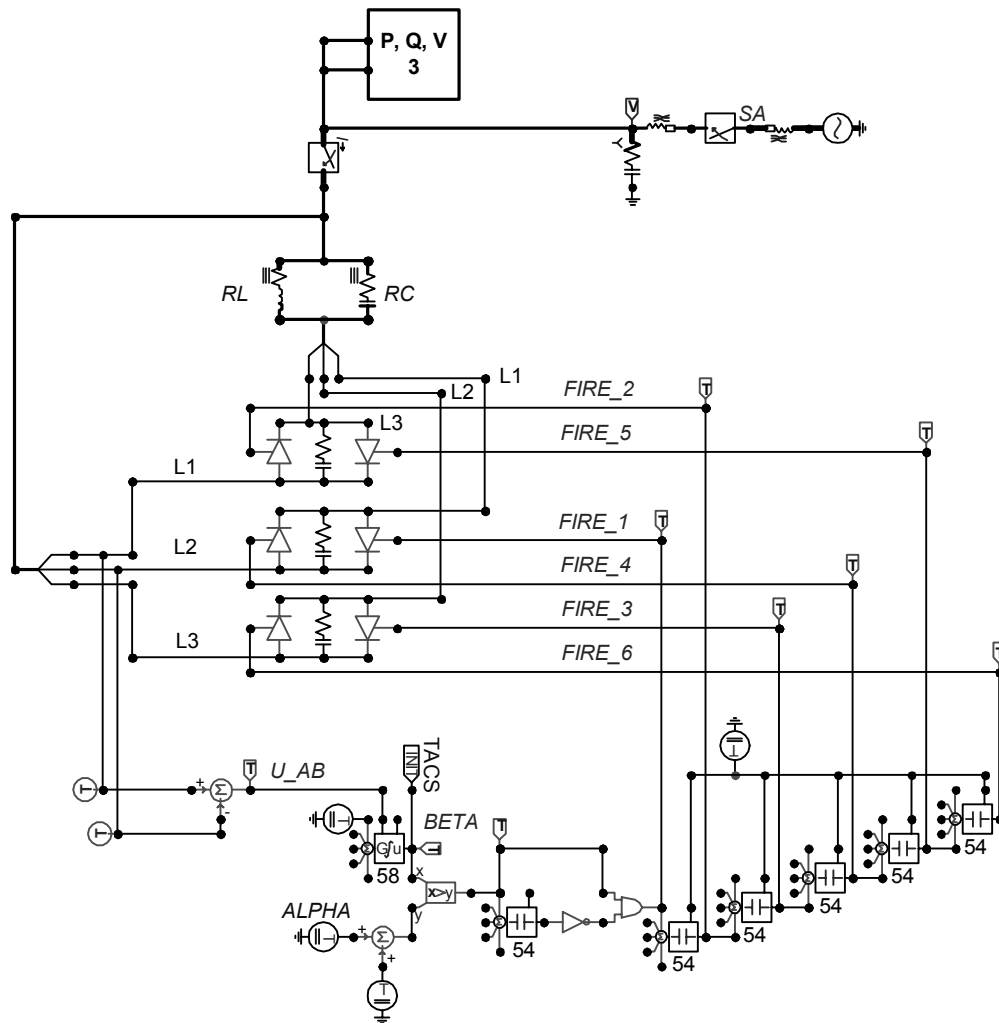 P, Q, V
3
V
SA
I
RL
RC
L1
L2
FIRE_2
T
L3
FIRE_5
T
L1
FIRE_1
T
L2
FIRE_4
T
FIRE_3
T
L3
FIRE_6
T
T
U_AB
T
TACS
INIT
T
+
Σ
-
T
T
BETA
T
T
Σ
G∫u
58
T
Σ
54
Σ
54
x
x>y
y
ALPHA
T
+
Σ
+
Σ
54
Σ
54
Σ
54
Σ
54
T